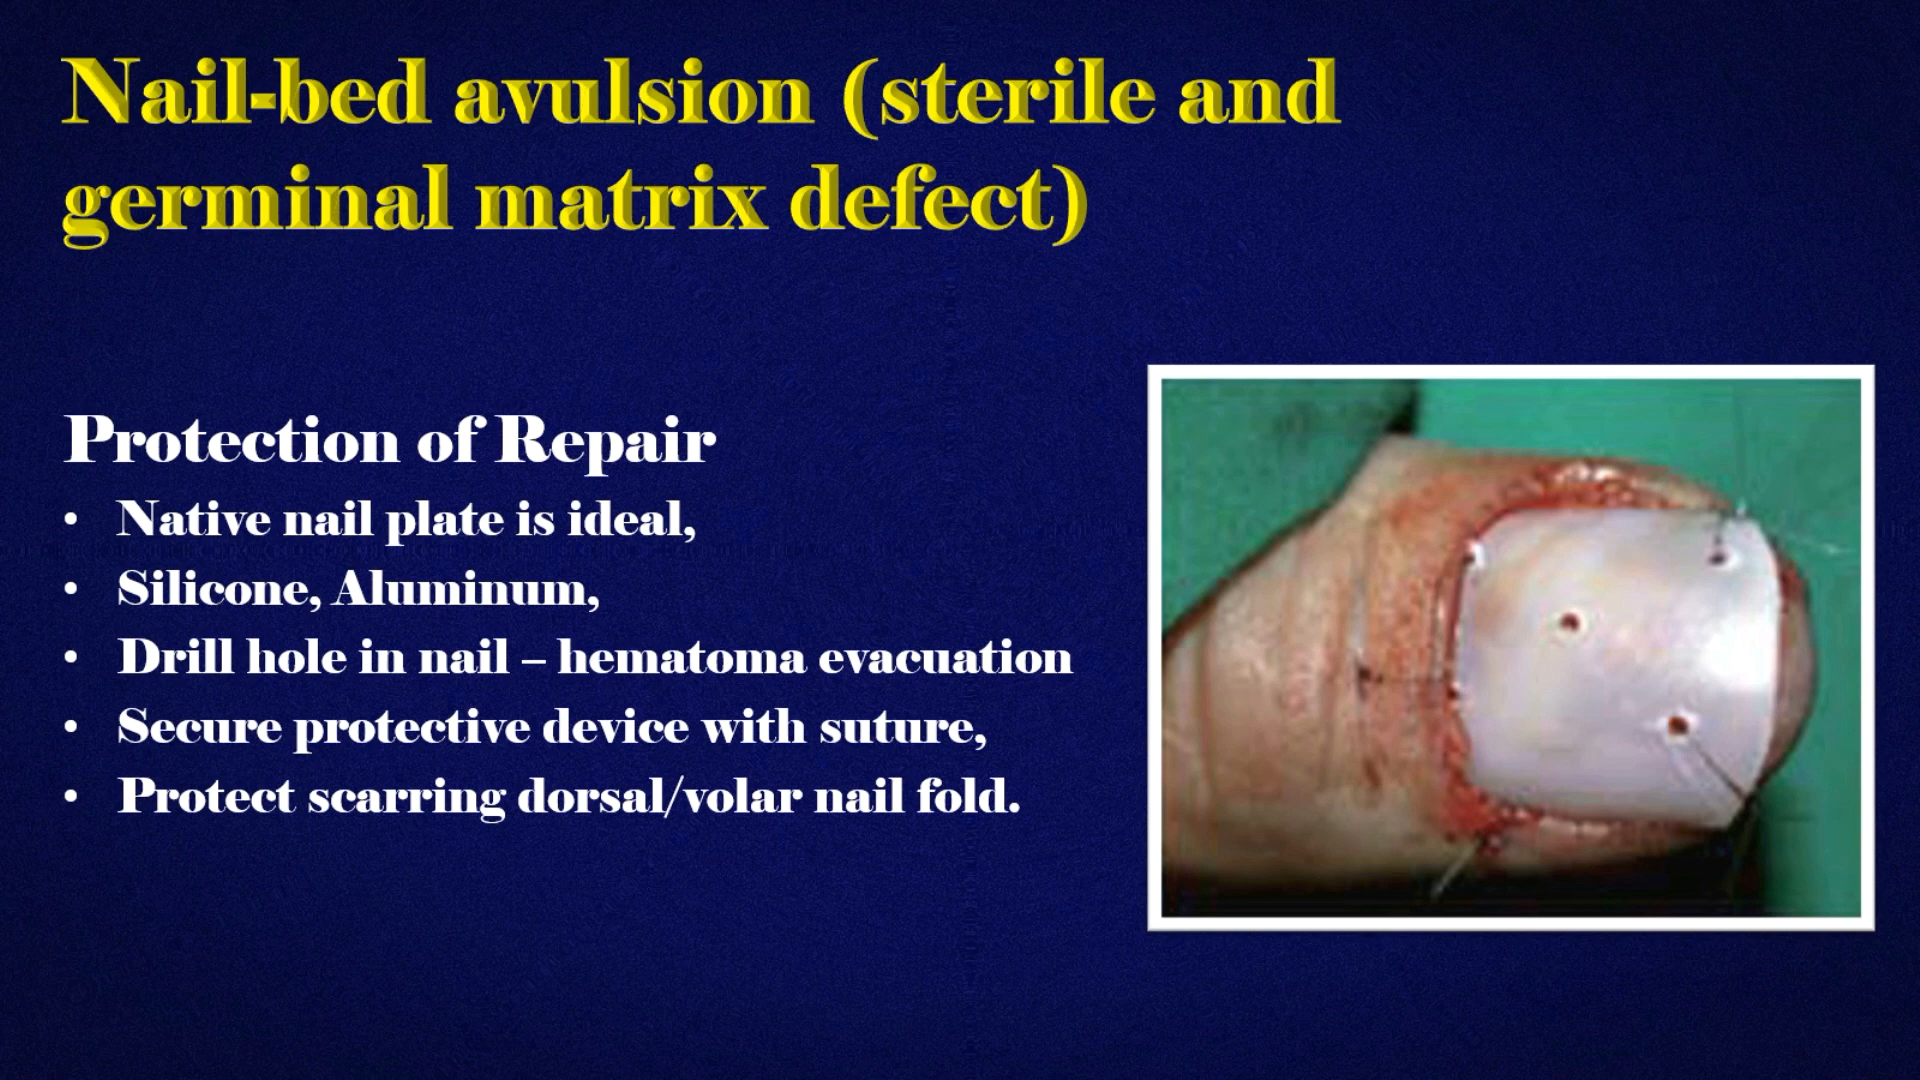 Nail-bed avulsion (sterile and
germinal matrix defect)
Protection of Repair
• Native nail plate is ideal,
• Silicone, Aluminum,
• Drill hole in nail – hematoma evacuation
• Secure protective device with suture,
• Protect scarring dorsal/volar nail fold.